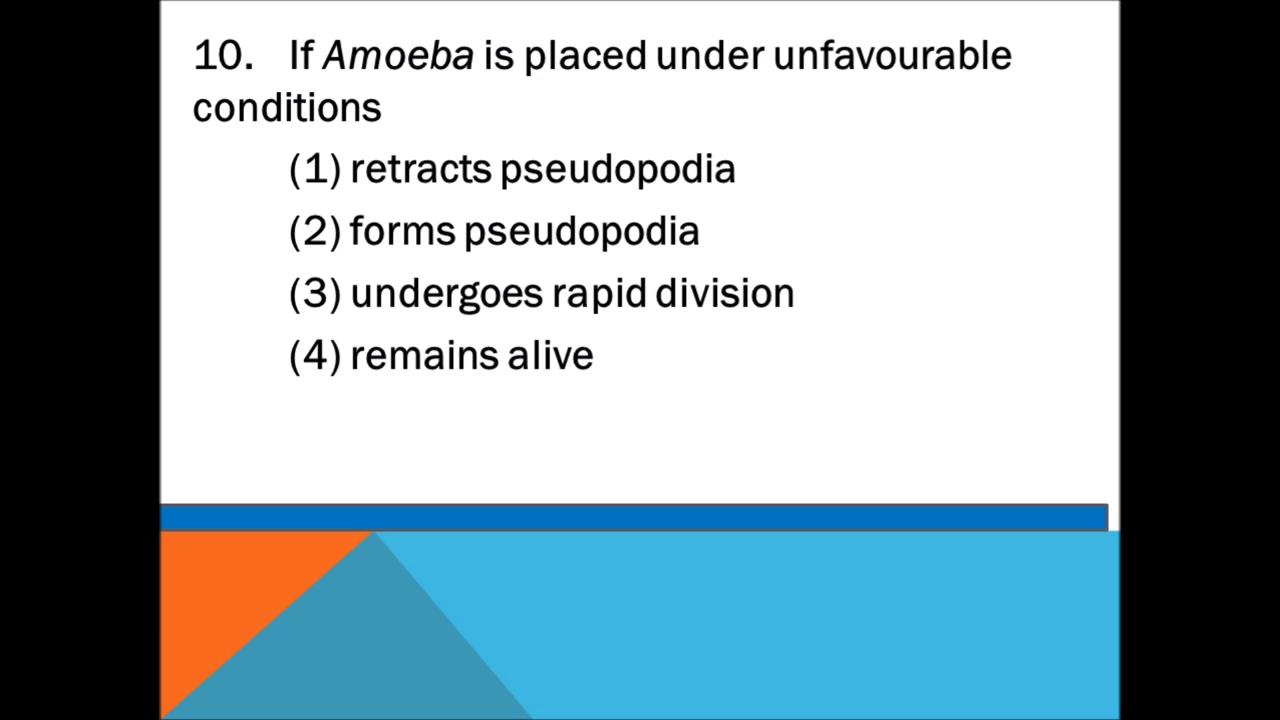 10. If Amoeba is placed under unfavourable
conditions
(1) retracts pseudopodia
(2) forms pseudopodia
(3) undergoes rapid division
(4) remains alive